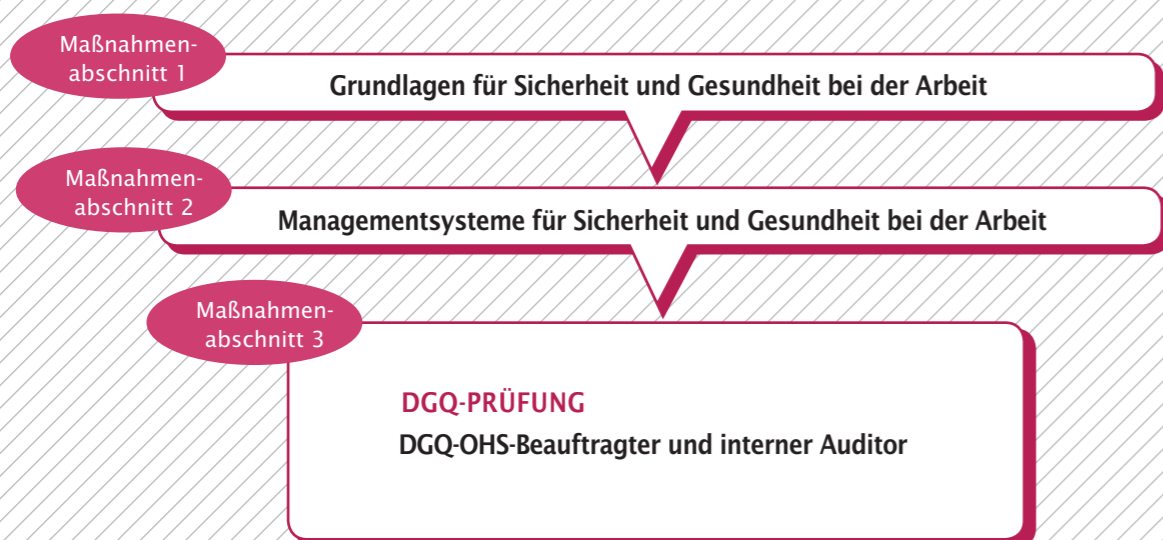 Maßnahmen-
abschnitt 1
Grundlagen für Sicherheit und Gesundheit bei der Arbeit
Maßnahmen-
abschnitt 2
Managementsysteme für Sicherheit und Gesundheit bei der Arbeit
Maßnahmen-
abschnitt 3
DGQ-PRÜFUNG
DGQ-OHS-Beauftragter und interner Auditor